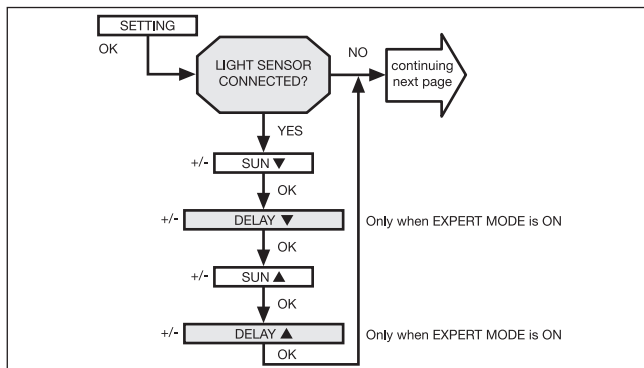 SETTING
OK
LIGHT SENSOR
CONNECTED?
NO
continuing
next page
YES
+/- SUN ▼
OK
+/- DELAY ▼ Only when EXPERT MODE is ON
OK
+/- SUN ▲
OK
+/- DELAY ▲ Only when EXPERT MODE is ON
OK